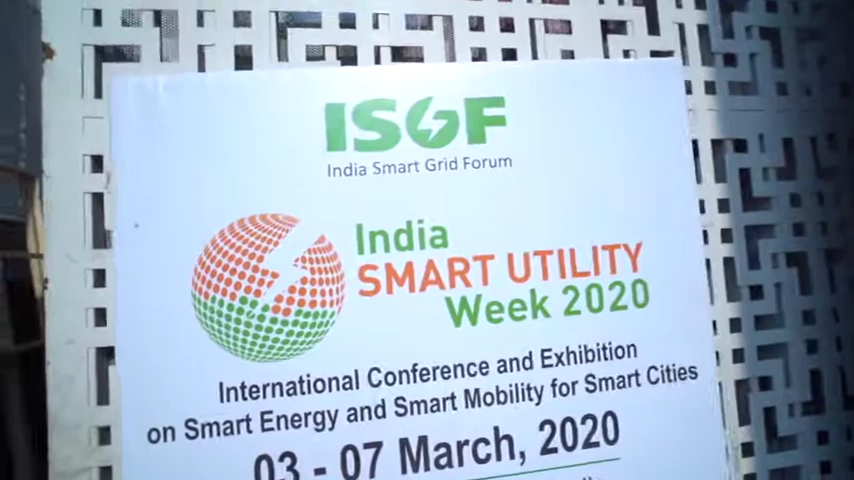 ISGF
India Smart Grid Forum
India
SMART UTILITY
Week 2020
International Conference and Exhibition
on Smart Energy and Smart Mobility for Smart Cities
03 - 07 March, 2020